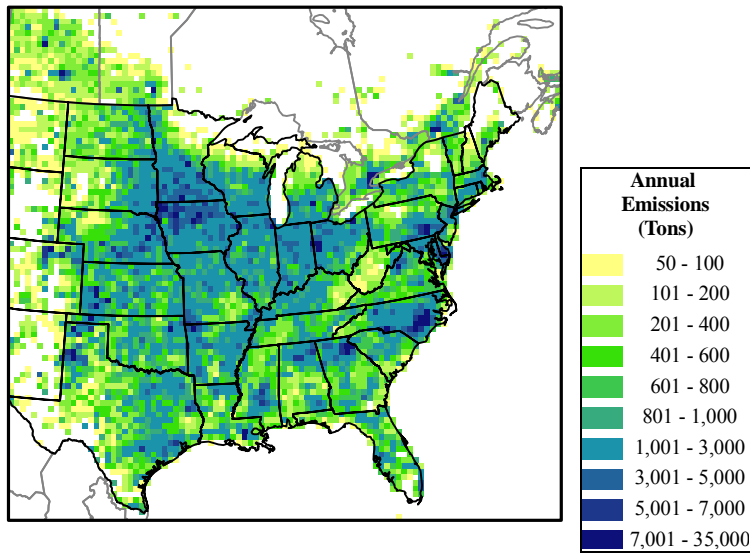 Annual
Emissions
(Tons)
50 - 100
101 - 200
201 - 400
401 - 600
601 - 800
801 - 1,000
1,001 - 3,000
3,001 - 5,000
5,001 - 7,000
7,001 - 35,000